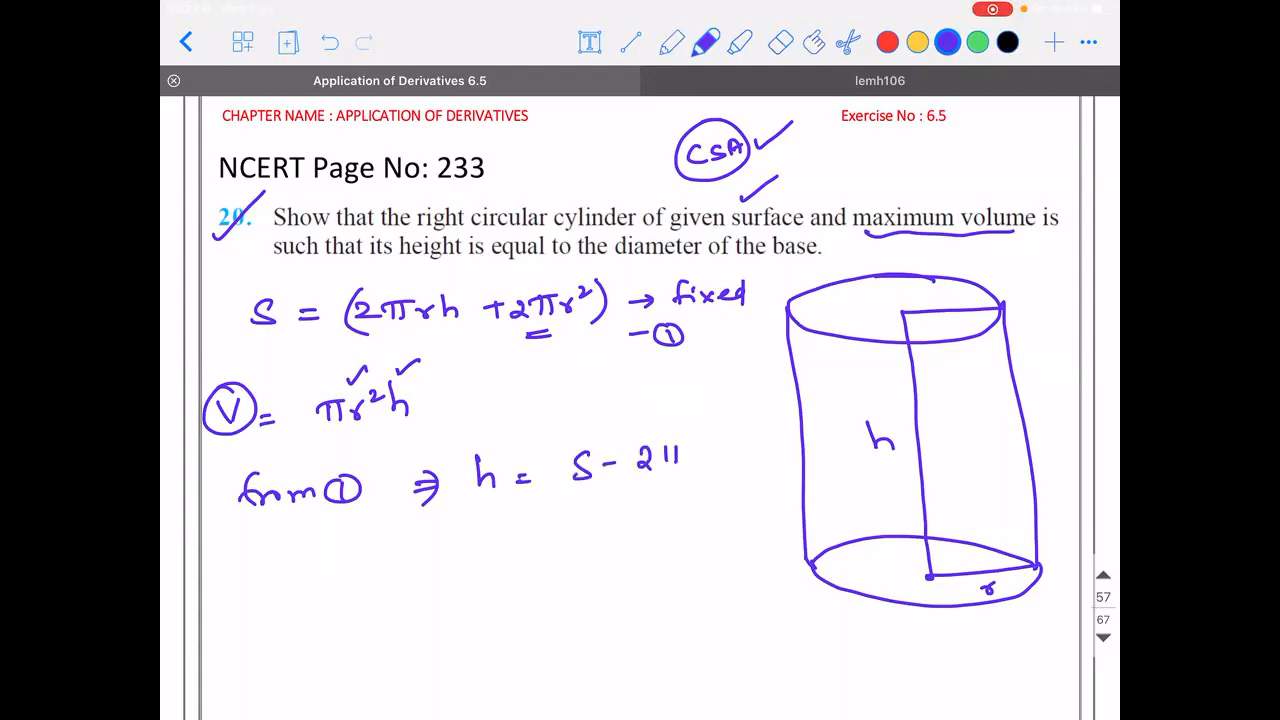 Application of Derivatives 6.5
lemh106
CHAPTER NAME : APPLICATION OF DERIVATIVES
Exercise No : 6.5
CSA ✓
NCERT Page No: 233
20. Show that the right circular cylinder of given surface and maximum volume is
such that its height is equal to the diameter of the base.
S = (2πrh + 2πr²) → fixed
- ①
V = πr²h
from ① ⇒ h = S - 2π
h
r
57
67